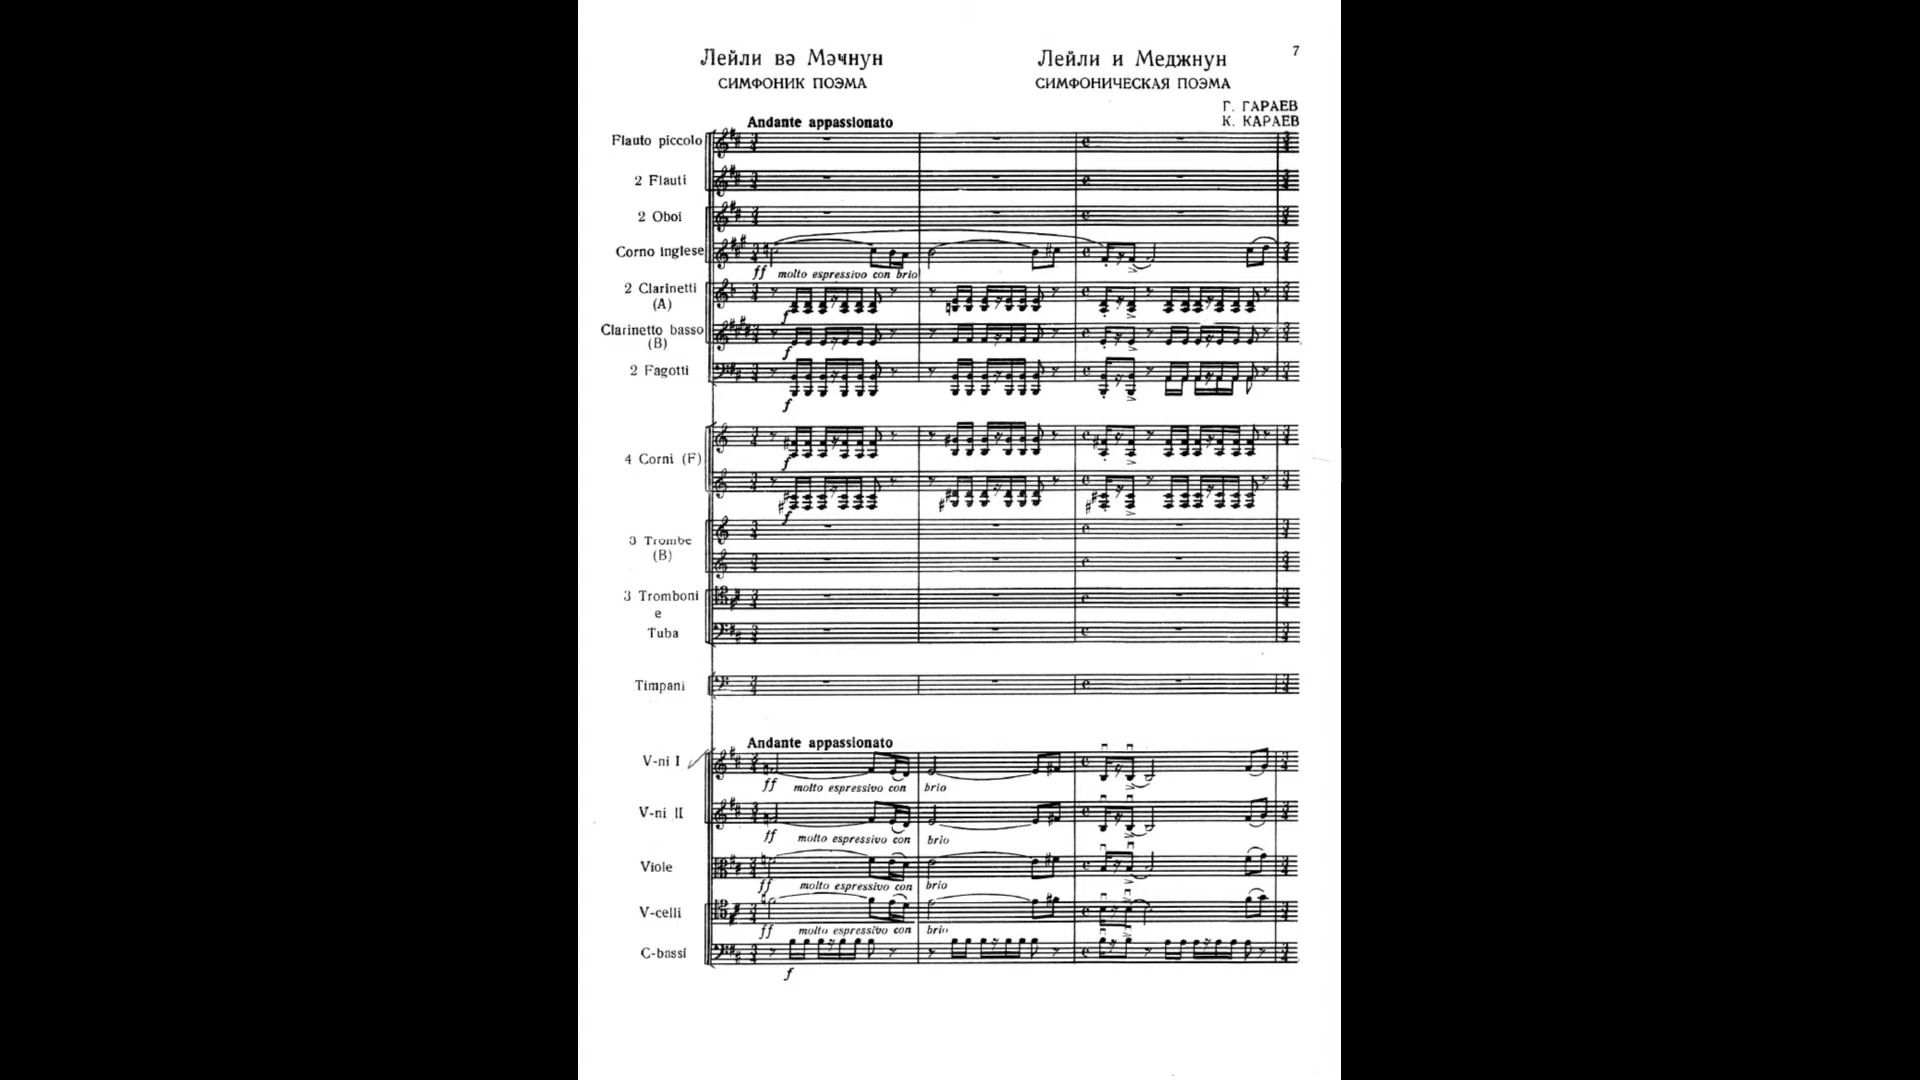 7
Лейли вә Мәҹнун
СИМФОНИК ПОЭМА
Лейли и Меджнун
СИМФОНИЧЕСКАЯ ПОЭМА
Г. ГАРАЕВ
К. КАРАЕВ
Andante appassionato
Flauto piccolo
2 Flauti
2 Oboi
Corno inglese
ff molto espressivo con brio
2 Clarinetti
(A)
f
Clarinetto basso
(B)
f
2 Fagotti
f
4 Corni (F)
f
f
3 Trombe
(B)
3 Tromboni
e
Tuba
Timpani
Andante appassionato
V-ni I
ff molto espressivo con brio
V-ni II
ff molto espressivo con brio
Viole
ff molto espressivo con brio
V-celli
ff molto espressivo con brio
C-bassi
f